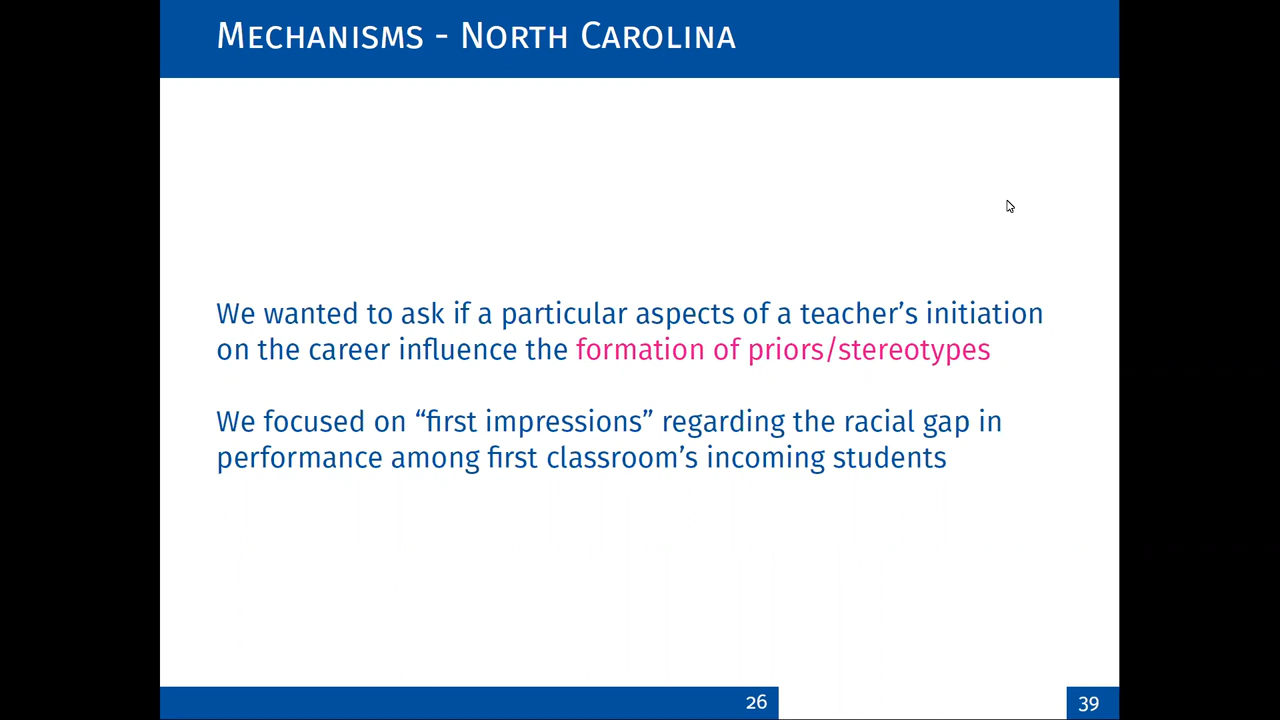 Mechanisms - North Carolina
We wanted to ask if a particular aspects of a teacher’s initiation
on the career influence the formation of priors/stereotypes
We focused on “first impressions” regarding the racial gap in
performance among first classroom’s incoming students
26
39